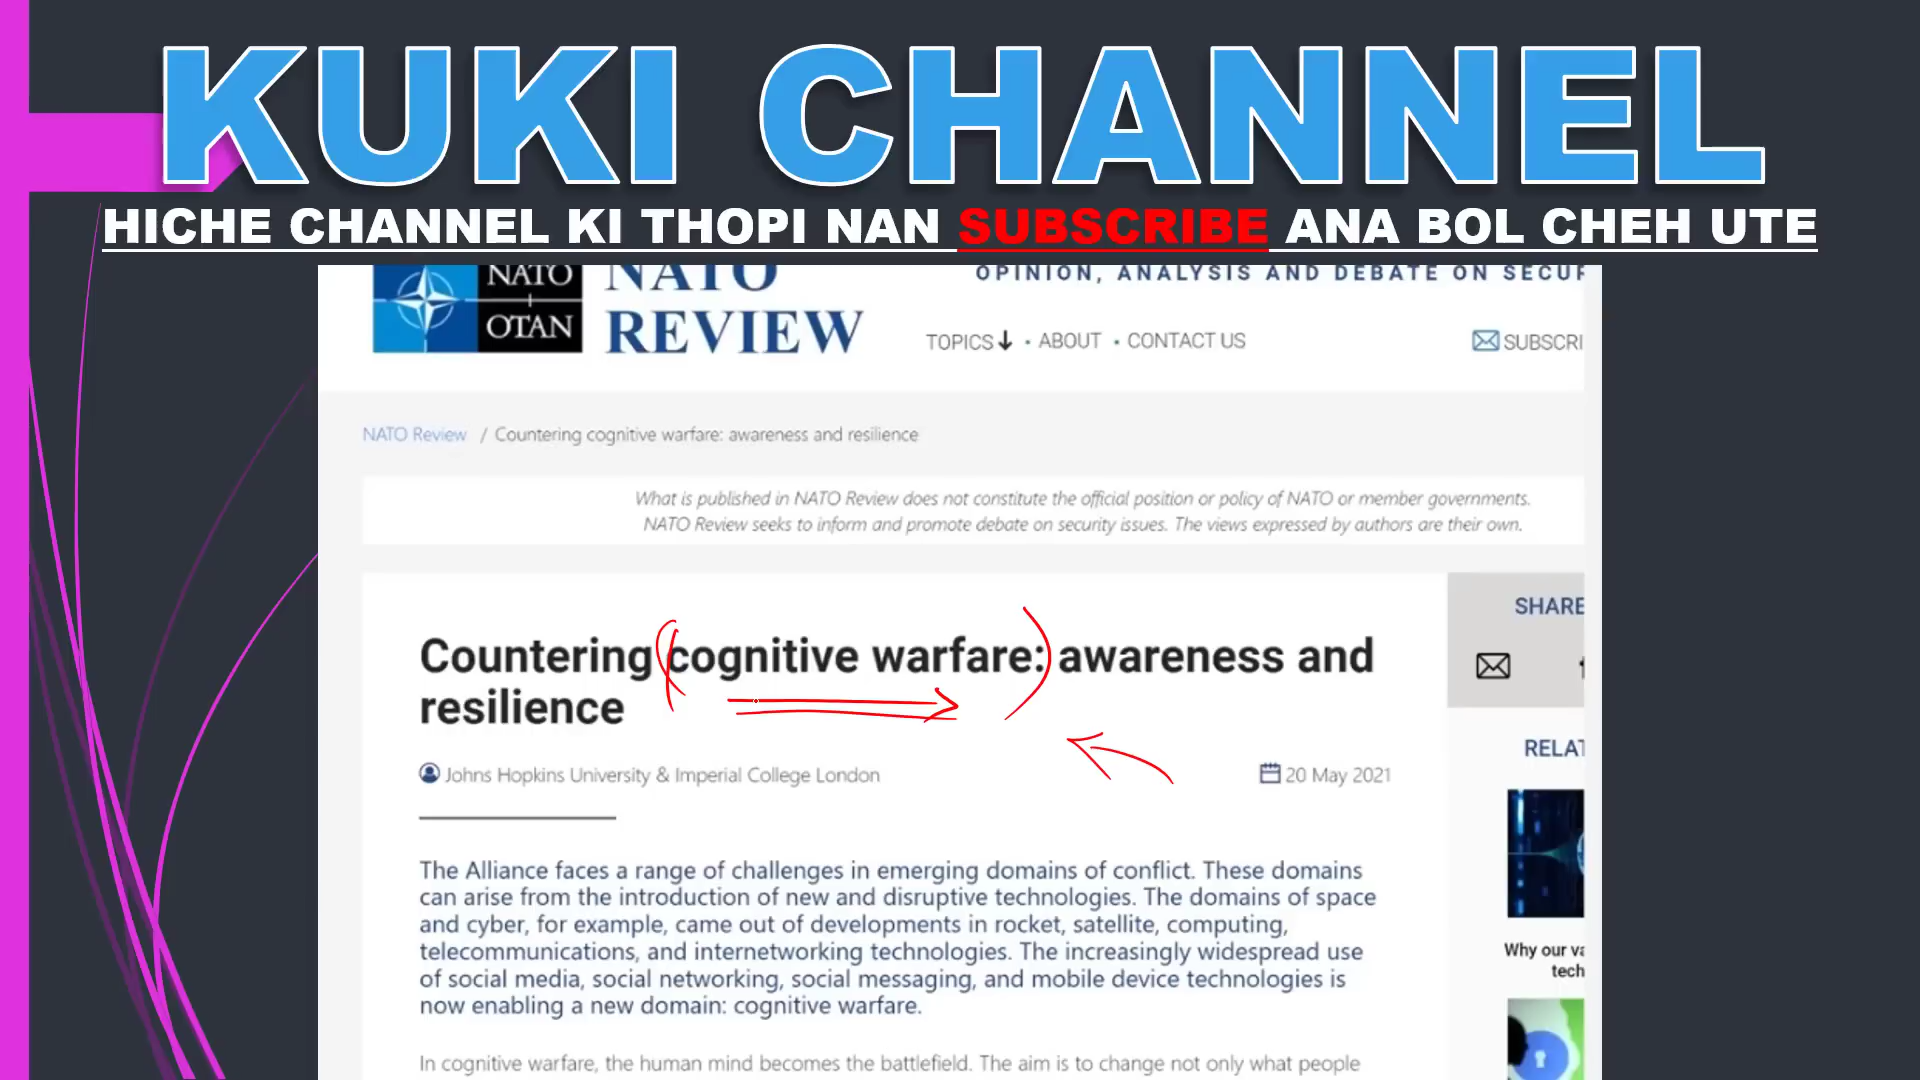 KUKI CHANNEL
HICHE CHANNEL KI THOPI NAN SUBSCRIBE ANA BOL CHEH UTE
NATO
OTAN
NATO
REVIEW
OPINION, ANALYSIS AND DEBATE ON SECUR
TOPICS • ABOUT • CONTACT US
SUBSCRI
NATO Review / Countering cognitive warfare: awareness and resilience
What is published in NATO Review does not constitute the official position or policy of NATO or member governments.
NATO Review seeks to inform and promote debate on security issues. The views expressed by authors are their own.
Countering cognitive warfare: awareness and
resilience
Johns Hopkins University & Imperial College London
20 May 2021
The Alliance faces a range of challenges in emerging domains of conflict. These domains
can arise from the introduction of new and disruptive technologies. The domains of space
and cyber, for example, came out of developments in rocket, satellite, computing,
telecommunications, and internetworking technologies. The increasingly widespread use
of social media, social networking, social messaging, and mobile device technologies is
now enabling a new domain: cognitive warfare.
In cognitive warfare, the human mind becomes the battlefield. The aim is to change not only what people
SHARE
RELAT
Why our va
tech